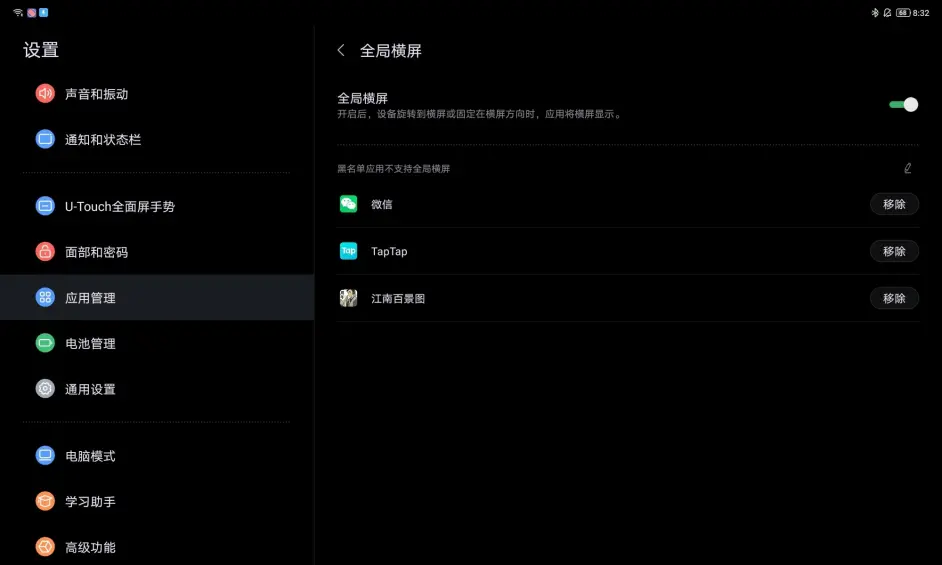 68 8:32
设置
声音和振动
通知和状态栏
U-Touch全面屏手势
面部和密码
应用管理
电池管理
通用设置
电脑模式
学习助手
高级功能
全局横屏
全局横屏
开启后，设备旋转到横屏或固定在横屏方向时，应用将横屏显示。
黑名单应用不支持全局横屏
微信 移除
Tap TapTap 移除
江南百景图 移除